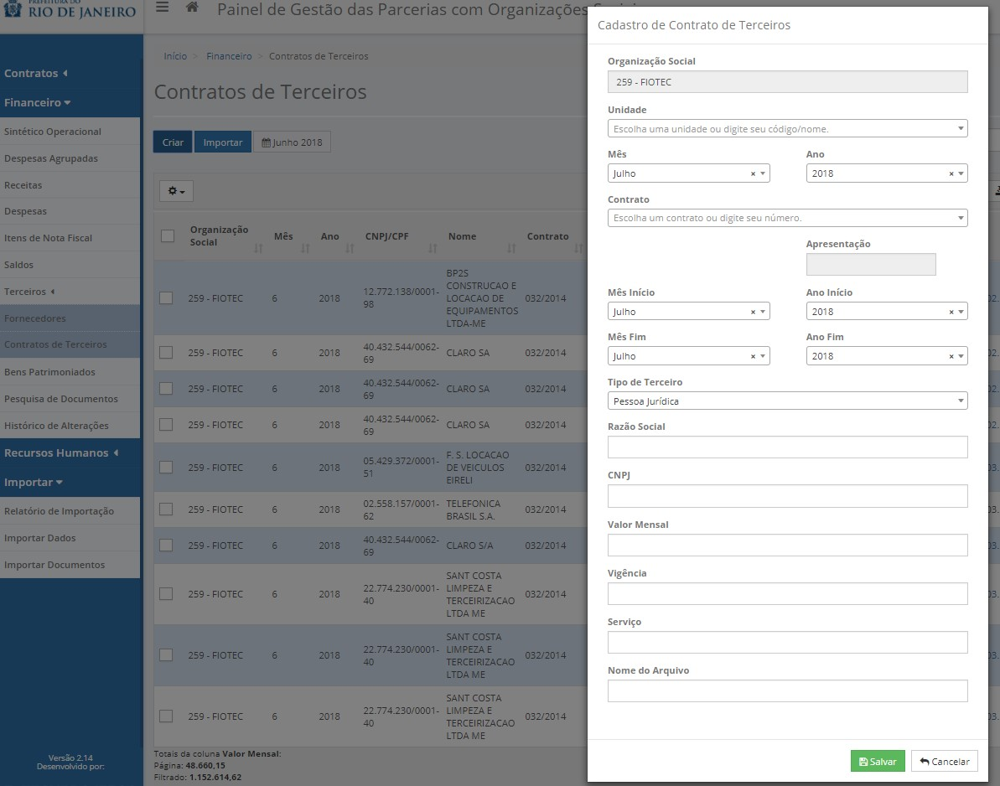 PREFEITURA DO
RIO DE JANEIRO
Painel de Gestão das Parcerias com Organizações
Contratos
Financeiro
Sintético Operacional
Despesas Agrupadas
Receitas
Despesas
Itens de Nota Fiscal
Saldos
Terceiros
Fornecedores
Contratos de Terceiros
Bens Patrimoniados
Pesquisa de Documentos
Histórico de Alterações
Recursos Humanos
Importar
Relatório de Importação
Importar Dados
Importar Documentos
Versão 2.14
Desenvolvido por:
Início > Financeiro > Contratos de Terceiros
Contratos de Terceiros
Criar Importar Junho 2018
Organização Social Mês Ano CNPJ/CPF Nome Contrato
259 - FIOTEC 6 2018 12.772.138/0001-98 BP2S CONSTRUCAO E LOCACAO DE EQUIPAMENTOS LTDA-ME 032/2014
259 - FIOTEC 6 2018 40.432.544/0062-69 CLARO SA 032/2014
259 - FIOTEC 6 2018 40.432.544/0062-69 CLARO SA 032/2014
259 - FIOTEC 6 2018 40.432.544/0062-69 CLARO SA 032/2014
259 - FIOTEC 6 2018 05.429.372/0001-51 F. S. LOCACAO DE VEICULOS EIRELI 032/2014
259 - FIOTEC 6 2018 02.558.157/0001-62 TELEFONICA BRASIL S.A. 032/2014
259 - FIOTEC 6 2018 40.432.544/0062-69 CLARO S/A 032/2014
259 - FIOTEC 6 2018 22.774.230/0001-40 SANT COSTA LIMPEZA E TERCEIRIZACAO LTDA ME 032/2014
259 - FIOTEC 6 2018 22.774.230/0001-40 SANT COSTA LIMPEZA E TERCEIRIZACAO LTDA ME 032/2014
259 - FIOTEC 6 2018 22.774.230/0001-40 SANT COSTA LIMPEZA E TERCEIRIZACAO LTDA ME 032/2014
Totais da coluna Valor Mensal:
Página: 48.660,15
Filtrado: 1.152.614,62
Cadastro de Contrato de Terceiros
Organização Social
259 - FIOTEC
Unidade
Escolha uma unidade ou digite seu código/nome.
Mês Ano
Julho × 2018 ×
Contrato
Escolha um contrato ou digite seu número.
Apresentação
Mês Início Ano Início
Julho × 2018 ×
Mês Fim Ano Fim
Julho × 2018 ×
Tipo de Terceiro
Pessoa Jurídica
Razão Social
CNPJ
Valor Mensal
Vigência
Serviço
Nome do Arquivo
Salvar Cancelar